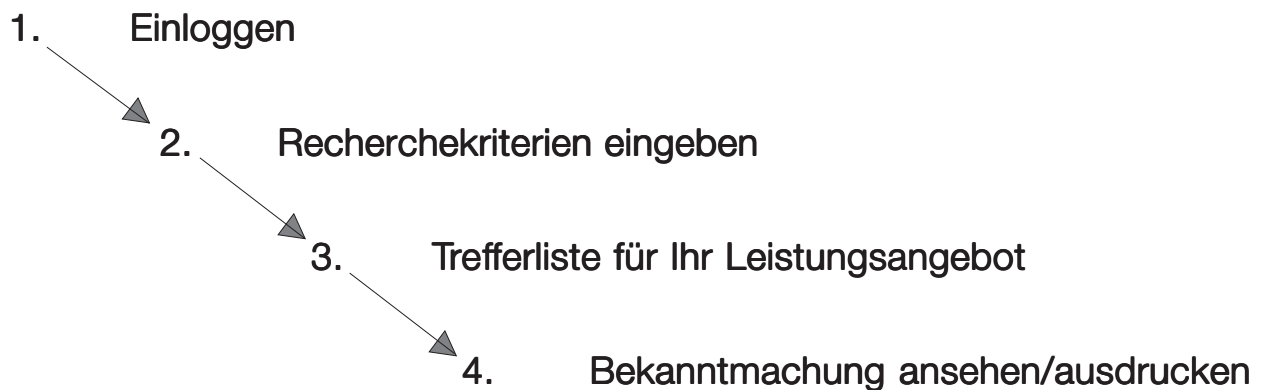 1. Einloggen
2. Recherchekriterien eingeben
3. Trefferliste für Ihr Leistungsangebot
4. Bekanntmachung ansehen/ausdrucken